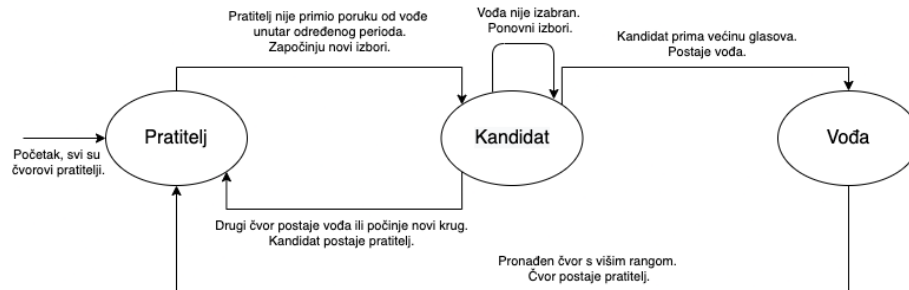 Pratitelj nije primio poruku od vođe
unutar određenog perioda.
Započinju novi izbori.
Vođa nije izabran.
Ponovni izbori.
Kandidat prima većinu glasova.
Postaje vođa.
Pratitelj
Kandidat
Vođa
Početak, svi su
čvorovi pratitelji.
Drugi čvor postaje vođa ili počinje novi krug.
Kandidat postaje pratitelj.
Pronađen čvor s višim rangom.
Čvor postaje pratitelj.